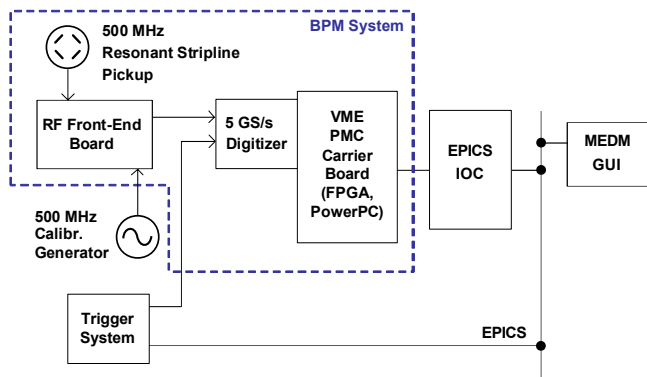 BPM System
500 MHz
Resonant Stripline
Pickup
RF Front-End
Board
5 GS/s
Digitizer
VME
PMC
Carrier
Board
(FPGA,
PowerPC)
EPICS
IOC
MEDM
GUI
500 MHz
Calibr.
Generator
Trigger
System
EPICS